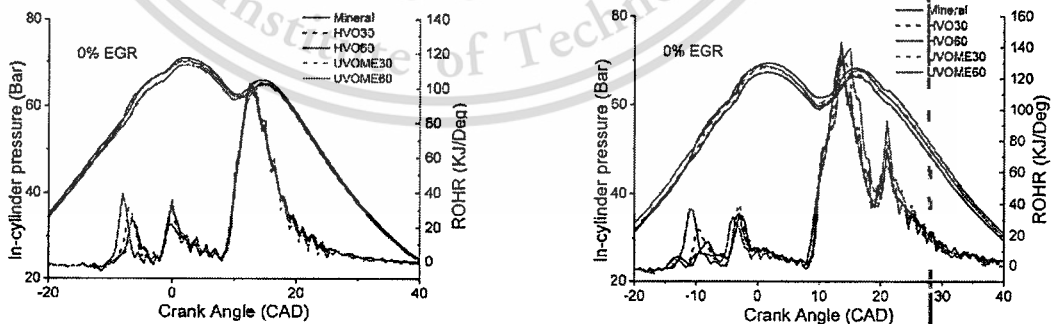 Institute of Techn
80
60
40
20
In-cylinder pressure (Bar)
0% EGR
Mineral
HVO30
HVO60
UVOME30
UVOME60
140
120
100
80
60
40
20
0
ROHR (KJ/Deg)
-20
0
20
40
Crank Angle (CAD)
80
60
40
20
In-cylinder pressure (Bar)
0% EGR
Mineral
HVO30
HVO60
UVOME30
UVOME60
160
140
120
100
80
60
40
20
0
ROHR (KJ/Deg)
-20
-10
0
10
20
30
40
Crank Angle (CAD)